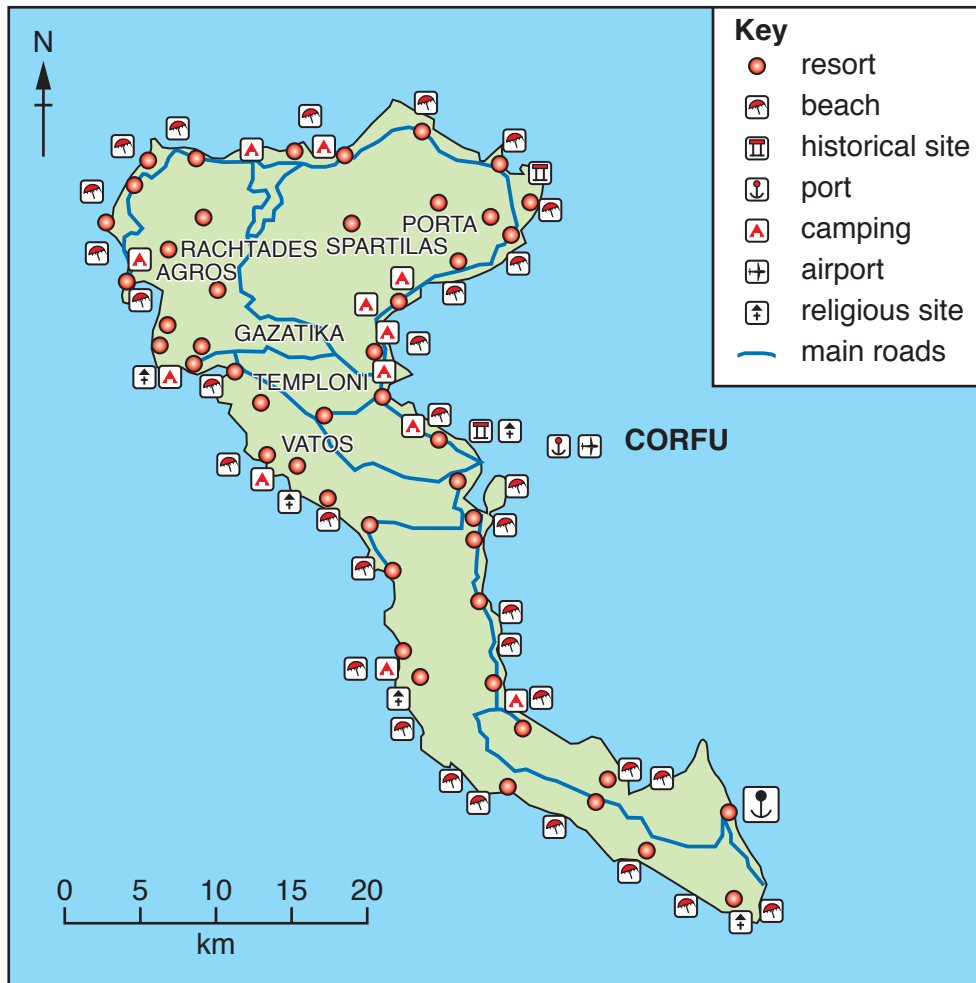 N
Key
resort
beach
historical site
port
camping
airport
religious site
main roads
PORTA
RACHTADES
SPARTILAS
AGROS
GAZATIKA
TEMPLONI
VATOS
CORFU
0 5 10 15 20
km